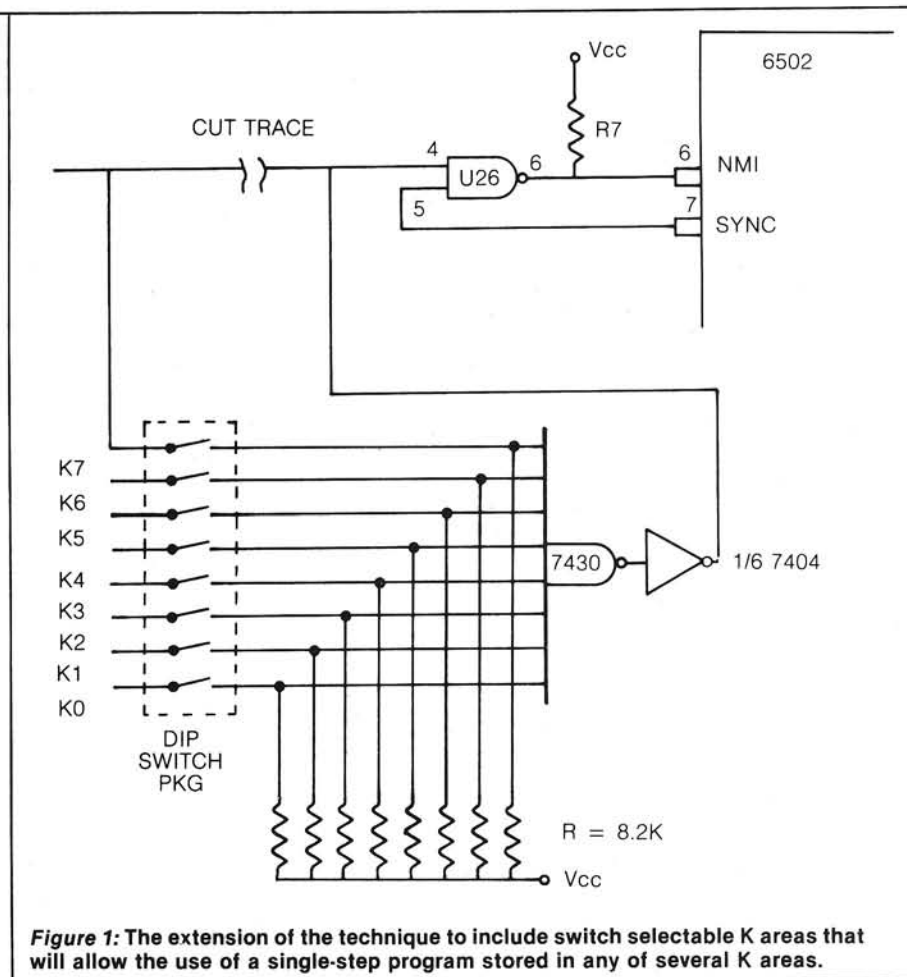 Vcc
6502
CUT TRACE
R7
4
6
6
U26
NMI
5
7
SYNC
K7
K6
K5
K4
7430
1/6 7404
K3
K2
K1
K0
DIP
SWITCH
PKG
R = 8.2K
Vcc
Figure 1: The extension of the technique to include switch selectable K areas that
will allow the use of a single-step program stored in any of several K areas.